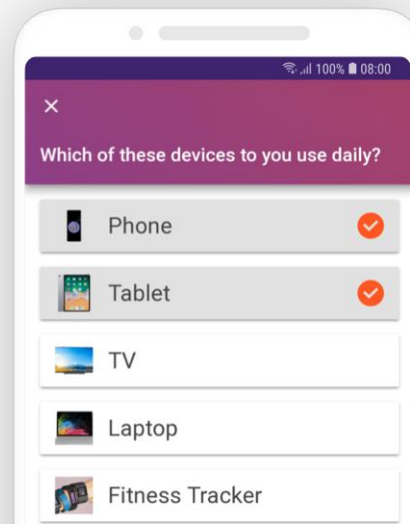 100% 08:00
×
Which of these devices to you use daily?
Phone
Tablet
TV
Laptop
Fitness Tracker